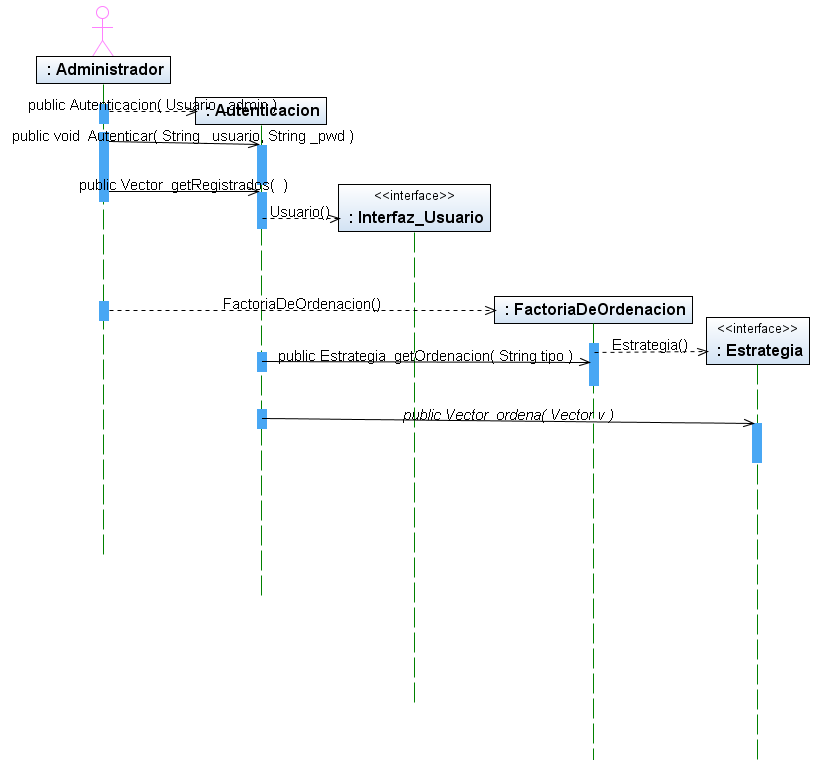 : Administrador
public Autenticacion( Usuario _admin )
: Autenticacion
public void Autenticar( String _usuario, String _pwd )
public Vector getRegistrados( )
<<interface>>
: Interfaz_Usuario
Usuario()
FactoriaDeOrdenacion()
: FactoriaDeOrdenacion
<<interface>>
: Estrategia
Estrategia()
public Estrategia getOrdenacion( String tipo )
public Vector ordena( Vector v )